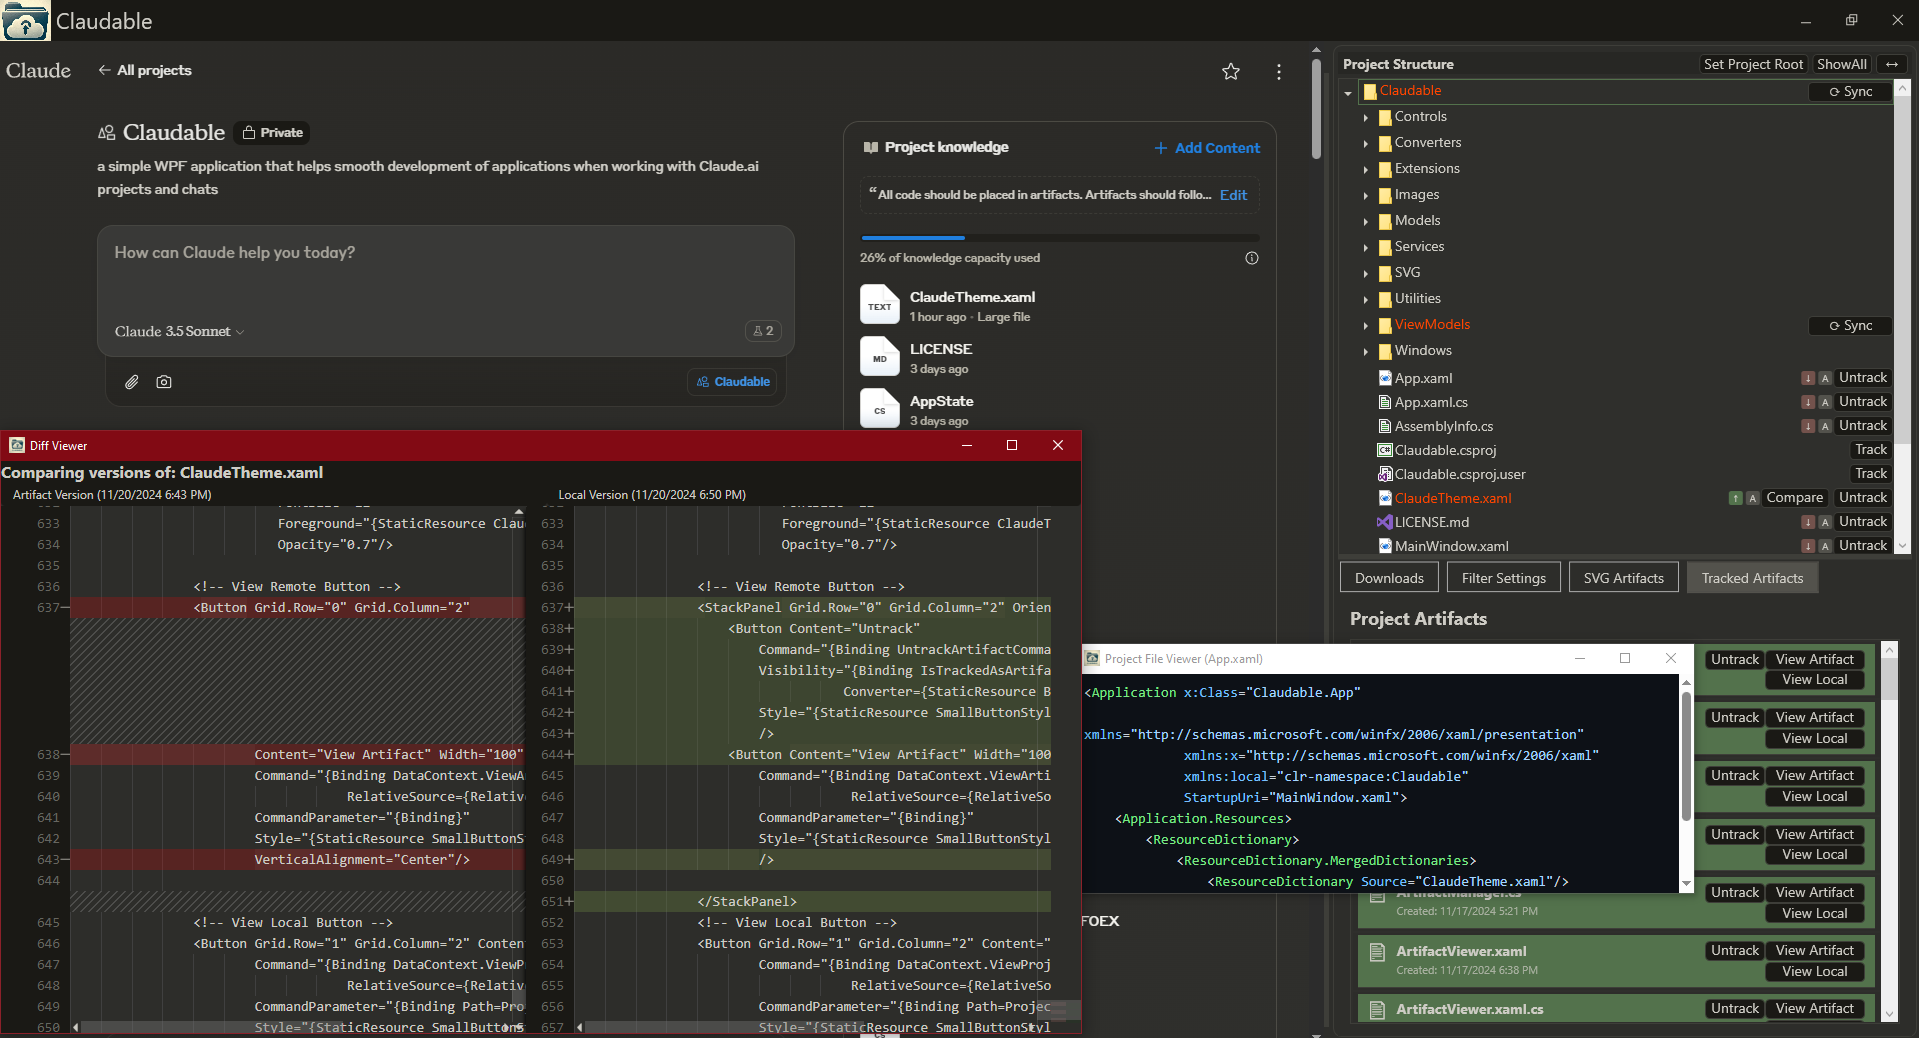 Claudable
Claude
← All projects
Claudable
Private
a simple WPF application that helps smooth development of applications when working with Claude.ai
projects and chats
How can Claude help you today?
Claude 3.5 Sonnet
2
Claudable
Project knowledge
+ Add Content
“All code should be placed in artifacts. Artifacts should follo...
Edit
26% of knowledge capacity used
TEXT
ClaudeTheme.xaml
1 hour ago · Large file
MD
LICENSE
3 days ago
CS
AppState
3 days ago
FOEX
Project Structure
Set Project Root
ShowAll
↔
Claudable
⟳ Sync
Controls
Converters
Extensions
Images
Models
Services
SVG
Utilities
ViewModels
⟳ Sync
Windows
App.xaml
↓ A Untrack
App.xaml.cs
↓ A Untrack
AssemblyInfo.cs
↓ A Untrack
Claudable.csproj
Track
Claudable.csproj.user
Track
ClaudeTheme.xaml
↑ A Compare Untrack
LICENSE.md
↓ A Untrack
MainWindow.xaml
↓ A Untrack
Downloads
Filter Settings
SVG Artifacts
Tracked Artifacts
Project Artifacts
Untrack View Artifact
View Local
Untrack View Artifact
View Local
Untrack View Artifact
View Local
Untrack View Artifact
View Local
ArtifactManager.cs
Created: 11/17/2024 5:21 PM
Untrack View Artifact
View Local
ArtifactViewer.xaml
Created: 11/17/2024 6:38 PM
Untrack View Artifact
View Local
ArtifactViewer.xaml.cs
Untrack View Artifact
Diff Viewer
Comparing versions of: ClaudeTheme.xaml
Artifact Version (11/20/2024 6:43 PM)
633 Foreground="{StaticResource Clau
634 Opacity="0.7"/>
635
636 <!-- View Remote Button -->
637− <Button Grid.Row="0" Grid.Column="2"
638− Content="View Artifact" Width="100"
639 Command="{Binding DataContext.ViewA
640 RelativeSource={Relativ
641 CommandParameter="{Binding}"
642 Style="{StaticResource SmallButtonS
643− VerticalAlignment="Center"/>
644
645 <!-- View Local Button -->
646 <Button Grid.Row="1" Grid.Column="2" Conten
647 Command="{Binding DataContext.ViewP
648 RelativeSource={Relativ
649 CommandParameter="{Binding Path=Pro
650 Style="{StaticResource SmallButtonS
Local Version (11/20/2024 6:50 PM)
633 Foreground="{StaticResource ClaudeT
634 Opacity="0.7"/>
635
636 <!-- View Remote Button -->
637+ <StackPanel Grid.Row="0" Grid.Column="2" Orien
638+ <Button Content="Untrack"
639+ Command="{Binding UntrackArtifactComma
640+ Visibility="{Binding IsTrackedAsArtifa
641+ Converter={StaticResource B
642+ Style="{StaticResource SmallButtonStyl
643+ />
644+ <Button Content="View Artifact" Width="100
645 Command="{Binding DataContext.ViewArti
646 RelativeSource={RelativeSo
647 CommandParameter="{Binding}"
648 Style="{StaticResource SmallButtonStyl
649+ />
650
651+ </StackPanel>
652 <!-- View Local Button -->
653 <Button Grid.Row="1" Grid.Column="2" Content="
654 Command="{Binding DataContext.ViewProj
655 RelativeSource={RelativeSo
656 CommandParameter="{Binding Path=Projec
657 Style="{StaticResource SmallButtonStyl
Project File Viewer (App.xaml)
<Application x:Class="Claudable.App"
xmlns="http://schemas.microsoft.com/winfx/2006/xaml/presentation"
xmlns:x="http://schemas.microsoft.com/winfx/2006/xaml"
xmlns:local="clr-namespace:Claudable"
StartupUri="MainWindow.xaml">
<Application.Resources>
<ResourceDictionary>
<ResourceDictionary.MergedDictionaries>
<ResourceDictionary Source="ClaudeTheme.xaml"/>